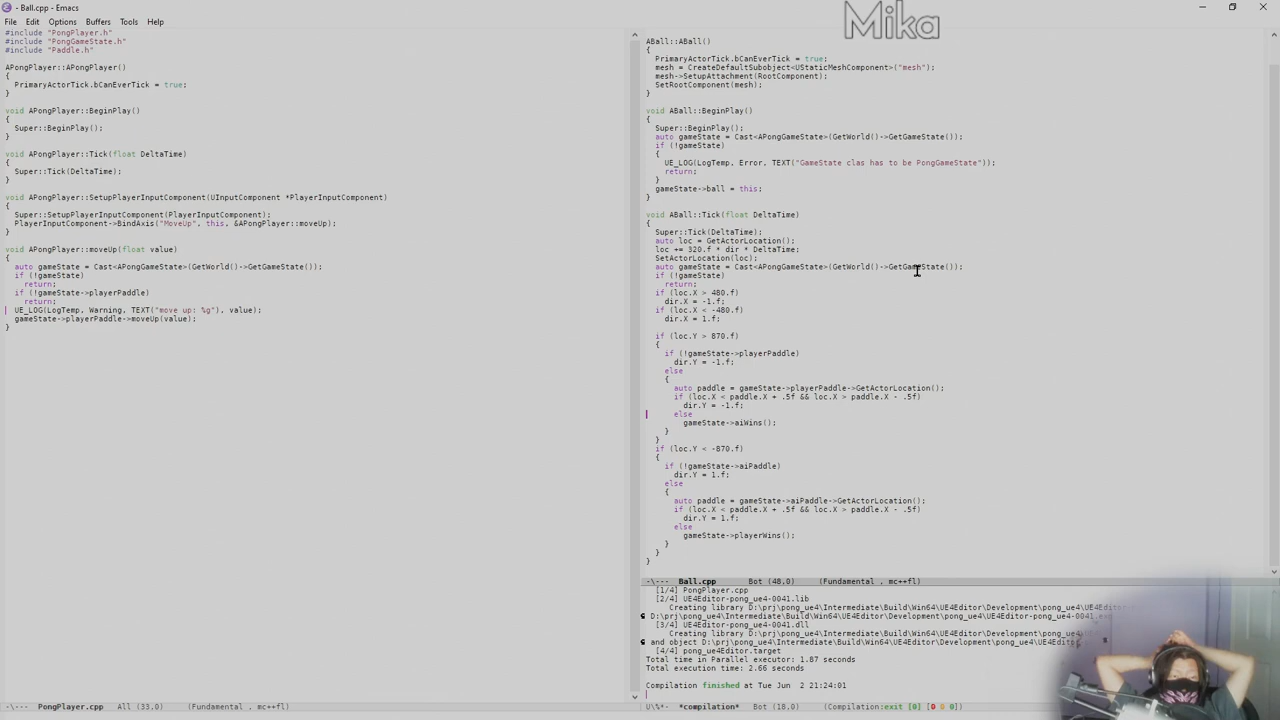 - Ball.cpp - Emacs
File Edit Options Buffers Tools Help
Mika
#include "PongPlayer.h"
#include "PongGameState.h"
#include "Paddle.h"
APongPlayer::APongPlayer()
{
PrimaryActorTick.bCanEverTick = true;
}
void APongPlayer::BeginPlay()
{
Super::BeginPlay();
}
void APongPlayer::Tick(float DeltaTime)
{
Super::Tick(DeltaTime);
}
void APongPlayer::SetupPlayerInputComponent(UInputComponent *PlayerInputComponent)
{
Super::SetupPlayerInputComponent(PlayerInputComponent);
PlayerInputComponent->BindAxis("MoveUp", this, &APongPlayer::moveUp);
}
void APongPlayer::moveUp(float value)
{
auto gameState = Cast<APongGameState>(GetWorld()->GetGameState());
if (!gameState)
return;
if (!gameState->playerPaddle)
return;
UE_LOG(LogTemp, Warning, TEXT("move up: %g"), value);
gameState->playerPaddle->moveUp(value);
}
-\--- PongPlayer.cpp All (33,0) (Fundamental , mc++fl)
ABall::ABall()
{
PrimaryActorTick.bCanEverTick = true;
mesh = CreateDefaultSubobject<UStaticMeshComponent>("mesh");
mesh->SetupAttachment(RootComponent);
SetRootComponent(mesh);
}
void ABall::BeginPlay()
{
Super::BeginPlay();
auto gameState = Cast<APongGameState>(GetWorld()->GetGameState());
if (!gameState)
{
UE_LOG(LogTemp, Error, TEXT("GameState clas has to be PongGameState"));
return;
}
gameState->ball = this;
}
void ABall::Tick(float DeltaTime)
{
Super::Tick(DeltaTime);
auto loc = GetActorLocation();
loc += 320.f * dir * DeltaTime;
SetActorLocation(loc);
auto gameState = Cast<APongGameState>(GetWorld()->GetGameState());
if (!gameState)
return;
if (loc.X > 480.f)
dir.X = -1.f;
if (loc.X < -480.f)
dir.X = 1.f;
if (loc.Y > 870.f)
{
if (!gameState->playerPaddle)
dir.Y = -1.f;
else
{
auto paddle = gameState->playerPaddle->GetActorLocation();
if (loc.X < paddle.X + .5f && loc.X > paddle.X - .5f)
dir.Y = -1.f;
else
gameState->aiWins();
}
}
if (loc.Y < -870.f)
{
if (!gameState->aiPaddle)
dir.Y = 1.f;
else
{
auto paddle = gameState->aiPaddle->GetActorLocation();
if (loc.X < paddle.X + .5f && loc.X > paddle.X - .5f)
dir.Y = 1.f;
else
gameState->playerWins();
}
}
}
-\--- Ball.cpp Bot (48,0) (Fundamental , mc++fl)
[1/4] PongPlayer.cpp
[2/4] UE4Editor-pong_ue4-0041.lib
Creating library D:\prj\pong_ue4\Intermediate\Build\Win64\UE4Editor\Development\pong_ue4\UE4Editor
D:\prj\pong_ue4\Intermediate\Build\Win64\UE4Editor\Development\pong_ue4\UE4Editor-pong_ue4-0041.
[3/4] UE4Editor-pong_ue4-0041.dll
Creating library D:\prj\pong_ue4\Intermediate\Build\Win64\UE4Editor\Development\pong_ue4\
and object D:\prj\pong_ue4\Intermediate\Build\Win64\UE4Editor\Development\pong_ue4\
[4/4] pong_ue4Editor.target
Total time in Parallel executor: 1.87 seconds
Total execution time: 2.66 seconds
Compilation finished at Tue Jun 2 21:24:01
U\%*- *compilation* Bot (18,0) (Compilation:exit [0] [0 0 0]